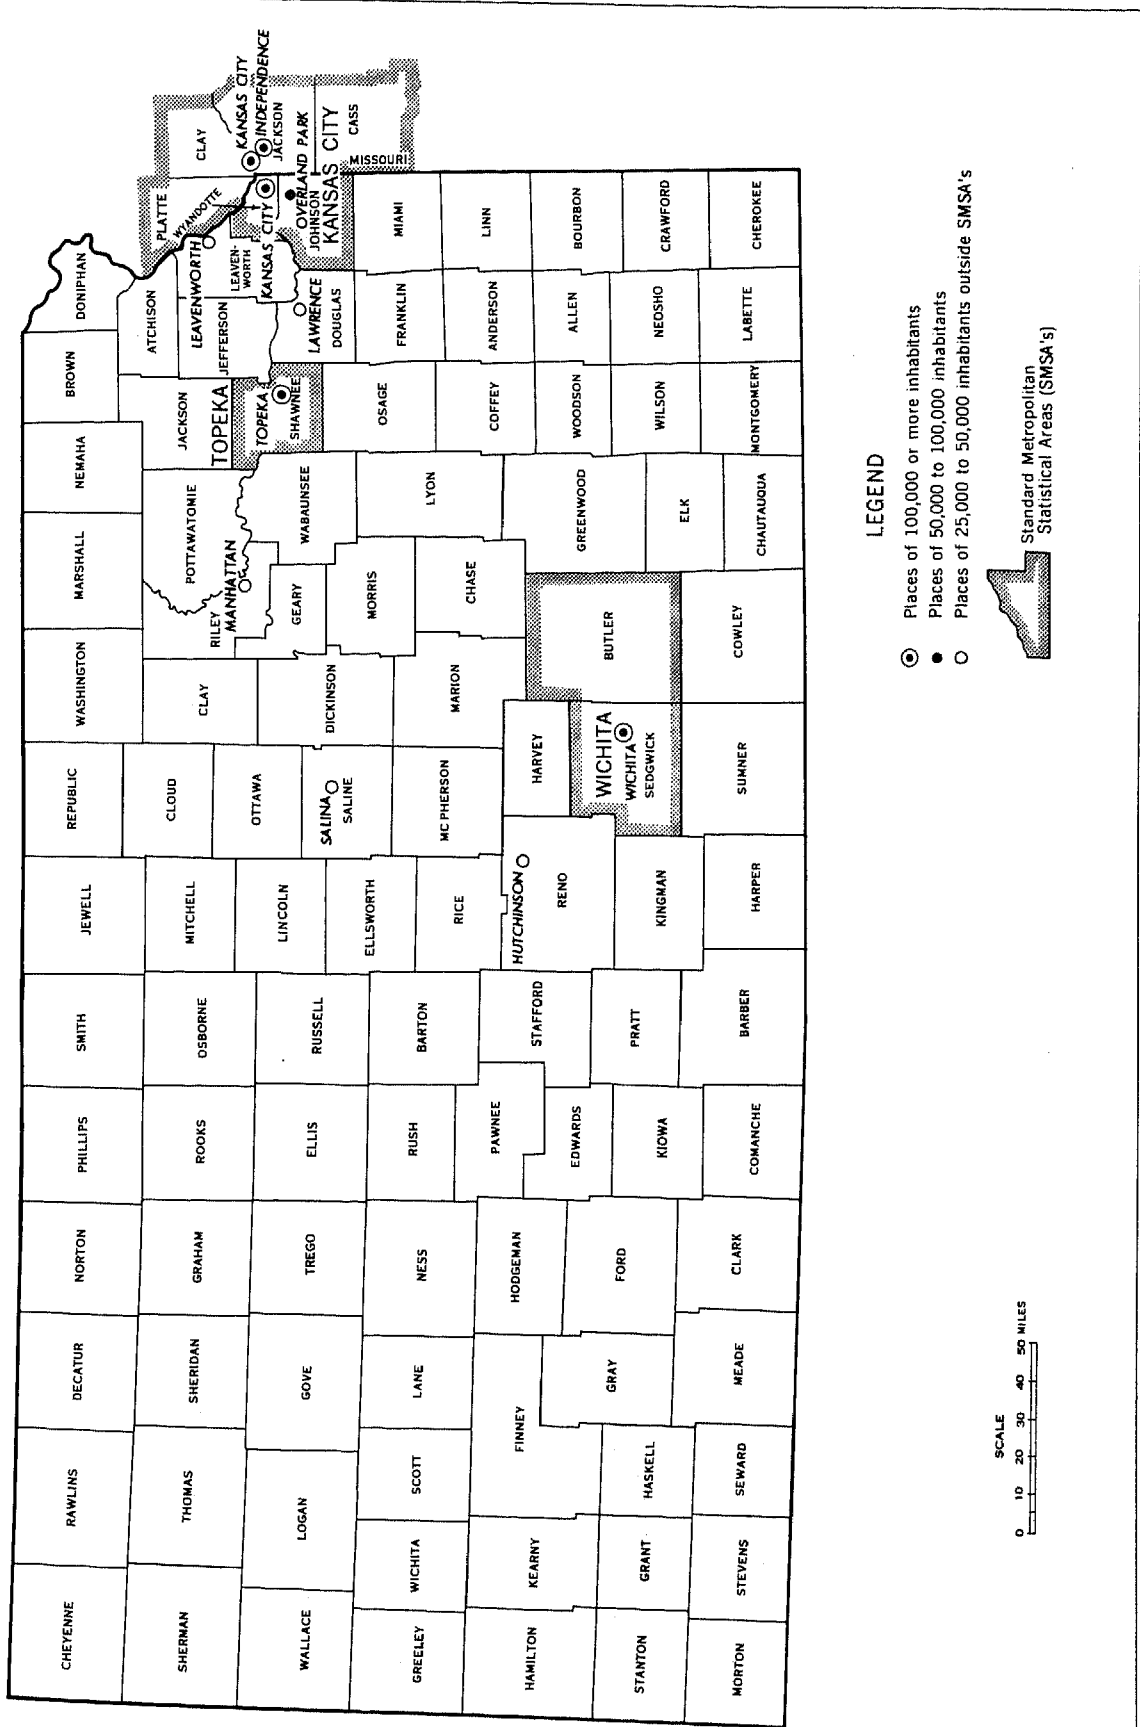 CHEYENNE
RAWLINS
DECATUR
NORTON
PHILLIPS
SMITH
JEWELL
REPUBLIC
WASHINGTON
MARSHALL
NEMAHA
BROWN
DONIPHAN
SHERMAN
THOMAS
SHERIDAN
GRAHAM
ROOKS
OSBORNE
MITCHELL
CLOUD
CLAY
RILEY
MANHATTAN
POTTAWATOMIE
JACKSON
TOPEKA
ATCHISON
LEAVENWORTH
JEFFERSON
LEAVEN-
WORTH
PLATTE
WYANDOTTE
CLAY
KANSAS CITY
INDEPENDENCE
JACKSON
KANSAS CITY
OVERLAND PARK
JOHNSON
KANSAS CITY
CASS
MISSOURI
WALLACE
LOGAN
GOVE
TREGO
ELLIS
RUSSELL
LINCOLN
OTTAWA
DICKINSON
GEARY
WABAUNSEE
TOPEKA
SHAWNEE
LAWRENCE
DOUGLAS
GREELEY
WICHITA
SCOTT
LANE
NESS
RUSH
BARTON
ELLSWORTH
SALINA
SALINE
RICE
MC PHERSON
MARION
MORRIS
CHASE
LYON
OSAGE
FRANKLIN
MIAMI
COFFEY
ANDERSON
LINN
HAMILTON
KEARNY
FINNEY
HODGEMAN
PAWNEE
EDWARDS
STAFFORD
HUTCHINSON
RENO
HARVEY
WICHITA
WICHITA
SEDGWICK
BUTLER
GREENWOOD
WOODSON
ALLEN
BOURBON
STANTON
GRANT
HASKELL
GRAY
FORD
KIOWA
PRATT
KINGMAN
ELK
WILSON
NEOSHO
CRAWFORD
MORTON
STEVENS
SEWARD
MEADE
CLARK
COMANCHE
BARBER
HARPER
SUMNER
COWLEY
CHAUTAUQUA
MONTGOMERY
LABETTE
CHEROKEE
LEGEND
Places of 100,000 or more inhabitants
Places of 50,000 to 100,000 inhabitants
Places of 25,000 to 50,000 inhabitants outside SMSA's
Standard Metropolitan
Statistical Areas (SMSA's)
SCALE
0 10 20 30 40 50 MILES